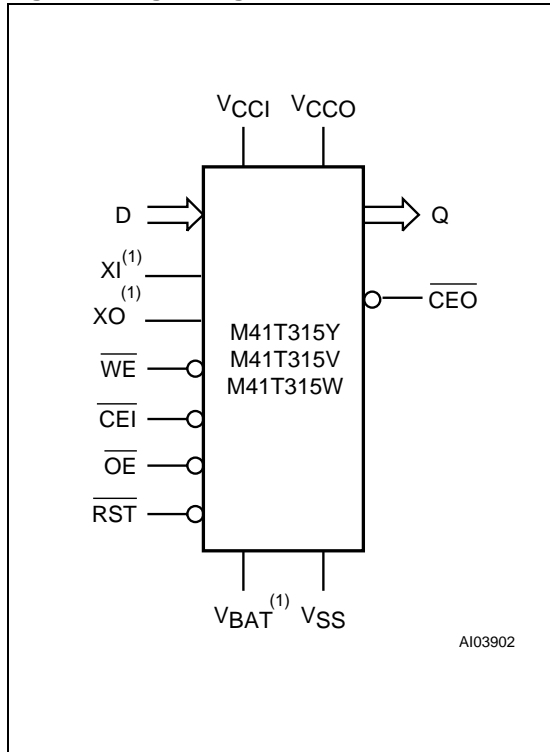 VCCI VCCO
D Q
XI(1)
CEO
XO(1)
M41T315Y
WE M41T315V
M41T315W
CEI
OE
RST
VBAT(1) VSS
AI03902